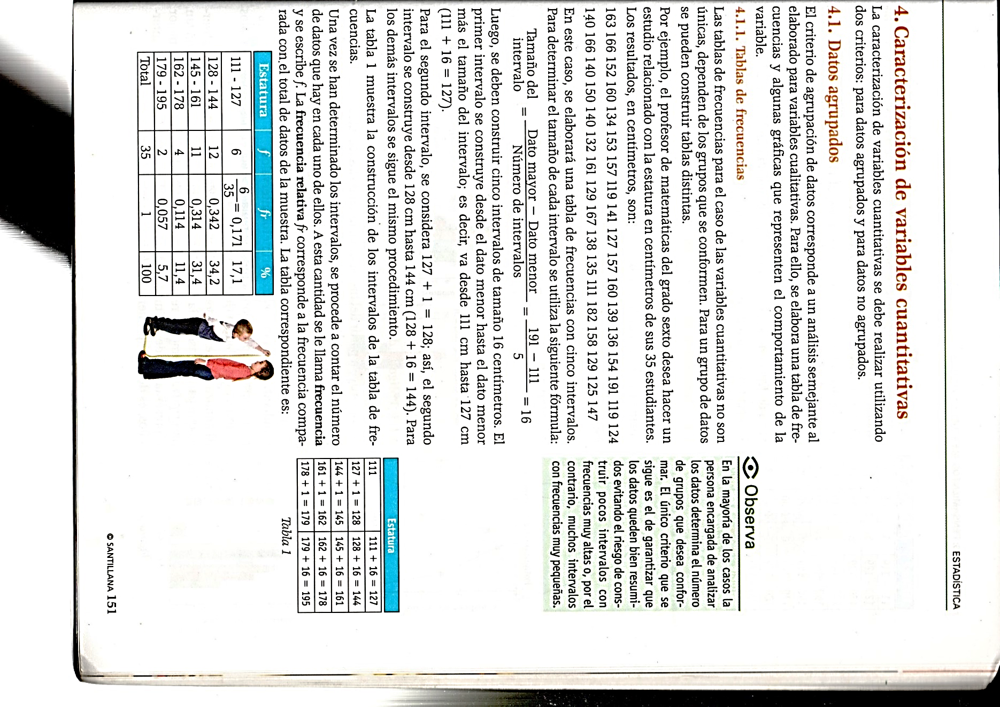 ESTADÍSTICA
4. Caracterización de variables cuantitativas
La caracterización de variables cuantitativas se debe realizar utilizando
dos criterios: para datos agrupados y para datos no agrupados.
4.1. Datos agrupados
El criterio de agrupación de datos corresponde a un análisis semejante al
elaborado para variables cualitativas. Para ello, se elabora una tabla de fre-
cuencias y algunas gráficas que representen el comportamiento de la
variable.
4.1.1. Tablas de frecuencias
Las tablas de frecuencias para el caso de las variables cuantitativas no son
únicas, dependen de los grupos que se conformen. Para un grupo de datos
se pueden construir tablas distintas.
Por ejemplo, el profesor de matemáticas del grado sexto desea hacer un
estudio relacionado con la estatura en centímetros de sus 35 estudiantes.
Los resultados, en centímetros, son:
163 166 152 160 134 153 157 119 141 127 157 160 139 136 154 191 119 124
140 166 140 150 140 132 161 129 167 138 135 111 182 158 129 125 147
En este caso, se elaborará una tabla de frecuencias con cinco intervalos.
Para determinar el tamaño de cada intervalo se utiliza la siguiente fórmula:
Tamaño del intervalo = Dato mayor − Dato menor / Número de intervalos = 191 − 111 / 5 = 16
Luego, se deben construir cinco intervalos de tamaño 16 centímetros. El
primer intervalo se construye desde el dato menor hasta el dato menor
más el tamaño del intervalo; es decir, va desde 111 cm hasta 127 cm
(111 + 16 = 127).
Para el segundo intervalo, se considera 127 + 1 = 128; así, el segundo
intervalo se construye desde 128 cm hasta 144 cm (128 + 16 = 144). Para
los demás intervalos se sigue el mismo procedimiento.
La tabla 1 muestra la construcción de los intervalos de la tabla de fre-
cuencias.
Una vez se han determinado los intervalos, se procede a contar el número
de datos que hay en cada uno de ellos. A esta cantidad se le llama frecuencia
y se escribe f. La frecuencia relativa fr corresponde a la frecuencia compa-
rada con el total de datos de la muestra. La tabla correspondiente es:
Estatura f fr %
111 - 127 6 6/35 = 0,171 17,1
128 - 144 12 0,342 34,2
145 - 161 11 0,314 31,4
162 - 178 4 0,114 11,4
179 - 195 2 0,057 5,7
Total 35 1 100
Observa
En la mayoría de los casos la
persona encargada de analizar
los datos determina el número
de grupos que desea confor-
mar. El único criterio que se
sigue es el de garantizar que
los datos queden bien resumi-
dos evitando el riesgo de cons-
truir pocos intervalos con
frecuencias muy altas o, por el
contrario, muchos intervalos
con frecuencias muy pequeñas.
Estatura
111 111 + 16 = 127
127 + 1 = 128 128 + 16 = 144
144 + 1 = 145 145 + 16 = 161
161 + 1 = 162 162 + 16 = 178
178 + 1 = 179 179 + 16 = 195
Tabla 1
© SANTILLANA 151